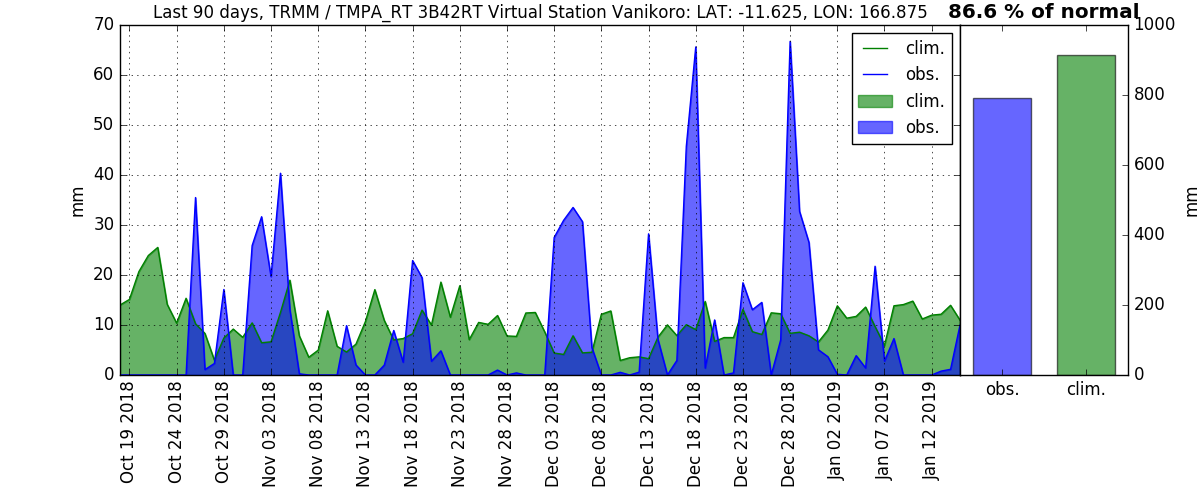 Last 90 days, TRMM / TMPA_RT 3B42RT Virtual Station Vanikoro: LAT: -11.625, LON: 166.875
86.6 % of normal
70
60
50
40
30
20
10
0
mm
clim.
obs.
clim.
obs.
Oct 19 2018
Oct 24 2018
Oct 29 2018
Nov 03 2018
Nov 08 2018
Nov 13 2018
Nov 18 2018
Nov 23 2018
Nov 28 2018
Dec 03 2018
Dec 08 2018
Dec 13 2018
Dec 18 2018
Dec 23 2018
Dec 28 2018
Jan 02 2019
Jan 07 2019
Jan 12 2019
1000
800
600
400
200
0
mm
obs.
clim.